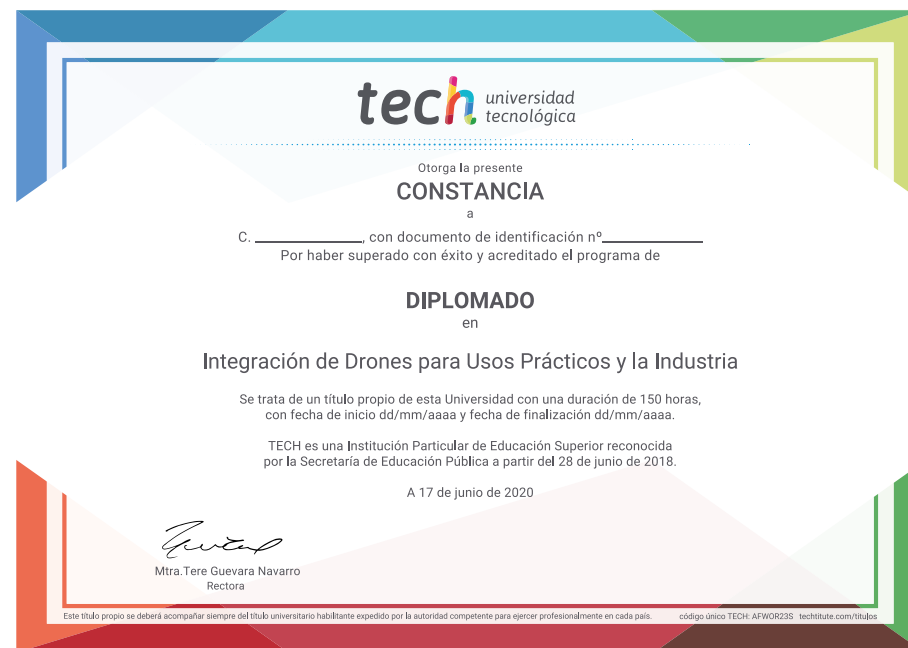 tech universidad
tecnológica
Otorga la presente
CONSTANCIA
a
C. ______________, con documento de identificación nº_____________
Por haber superado con éxito y acreditado el programa de
DIPLOMADO
en
Integración de Drones para Usos Prácticos y la Industria
Se trata de un título propio de esta Universidad con una duración de 150 horas,
con fecha de inicio dd/mm/aaaa y fecha de finalización dd/mm/aaaa.
TECH es una Institución Particular de Educación Superior reconocida
por la Secretaría de Educación Pública a partir del 28 de junio de 2018.
A 17 de junio de 2020
Mtra.Tere Guevara Navarro
Rectora
Este título propio se deberá acompañar siempre del título universitario habilitante expedido por la autoridad competente para ejercer profesionalmente en cada país. código único TECH: AFWOR23S techtitute.com/titulos